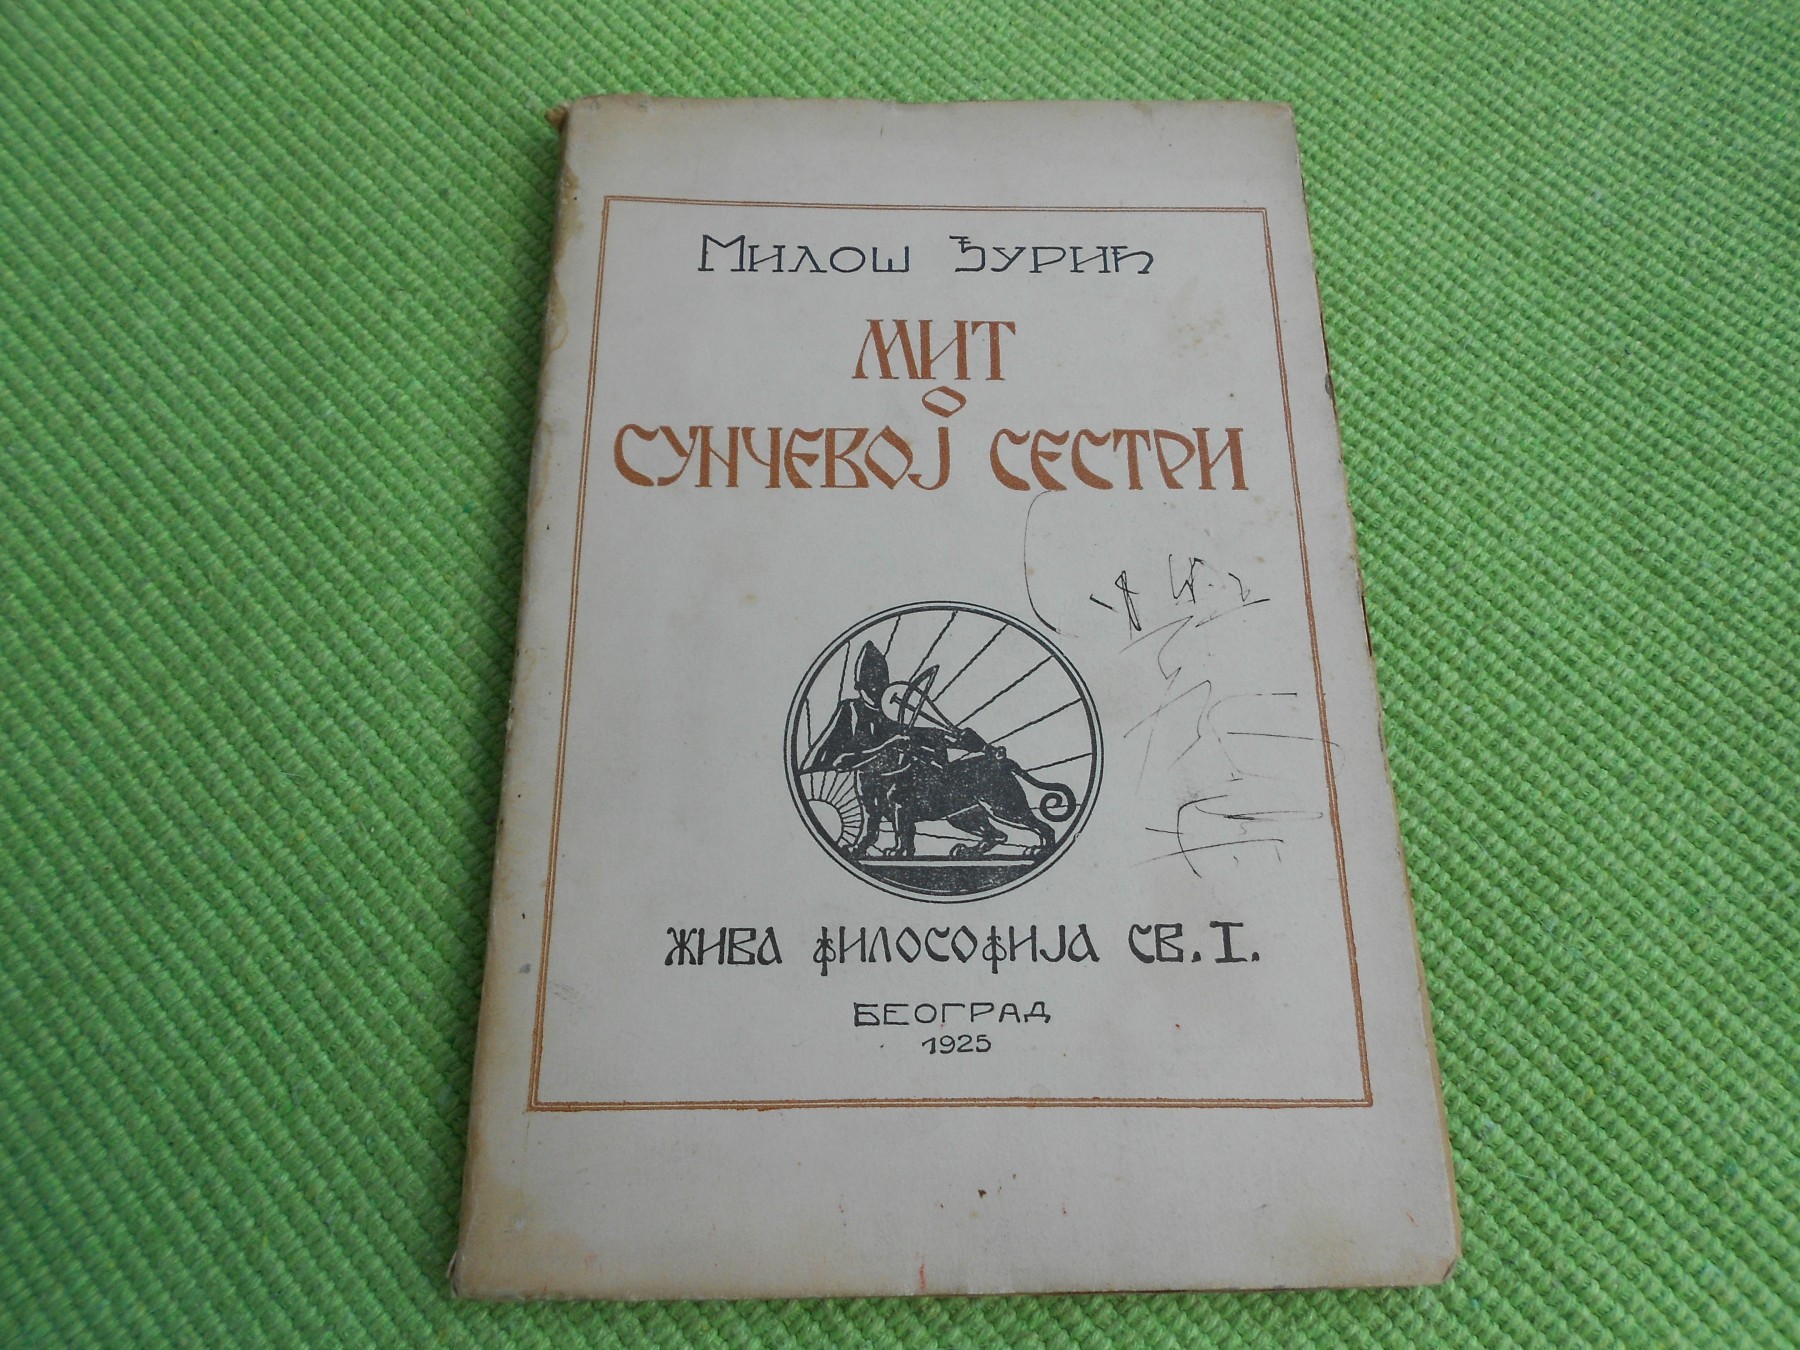 Милош Ђурић
МИТ
О
СУНЧЕВОЈ СЕСТРИ
ЖИВА ФИЛОСОФИЈА СВ. I.
БЕОГРАД
1925